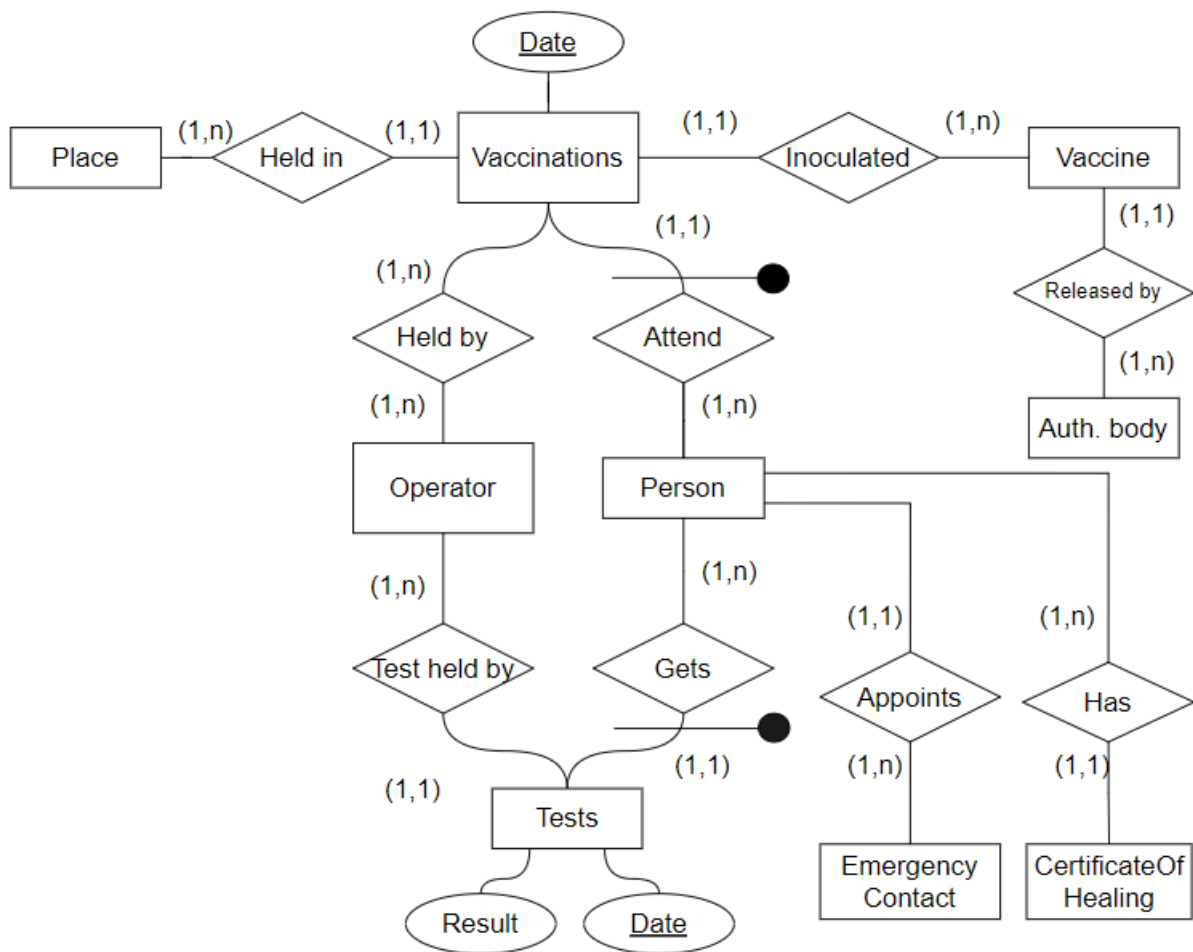 Date
(1,n)
(1,1)
(1,1)
(1,n)
Place
Held in
Vaccinations
Inoculated
Vaccine
(1,1)
(1,1)
(1,n)
Released by
Held by
Attend
(1,n)
(1,n)
(1,n)
Auth. body
Operator
Person
(1,n)
(1,n)
(1,1)
(1,n)
Test held by
Gets
Appoints
Has
(1,1)
(1,1)
(1,n)
(1,1)
Tests
Emergency
Contact
CertificateOf
Healing
Result
Date